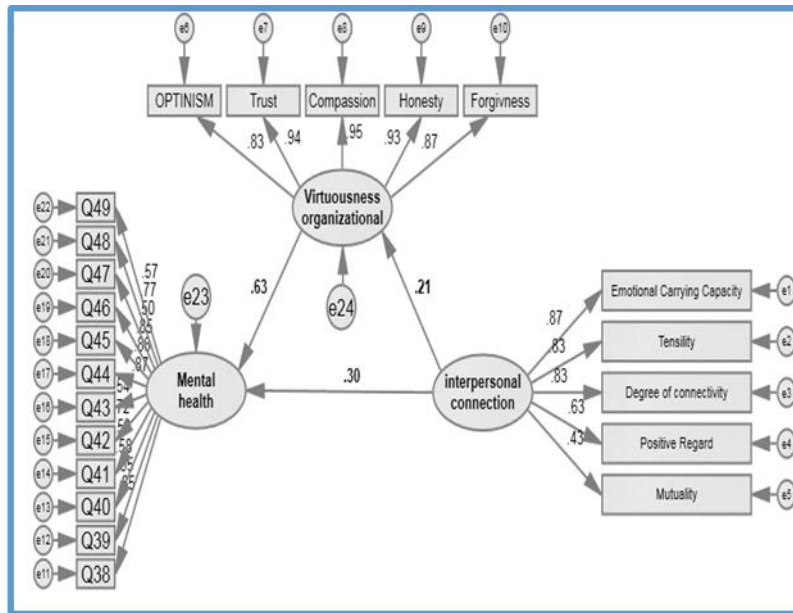 e6 e7 e8 e9 e10
OPTINISM Trust Compassion Honesty Forgivness
.83 .94 .95 .93 .87
Virtuousness
organizational
e24
.63
.21
.30
e23
Mental
health
interpersonal
connection
e22 Q49
e21 Q48
e20 Q47
e19 Q46
e18 Q45
e17 Q44
e16 Q43
e15 Q42
e14 Q41
e13 Q40
e12 Q39
e11 Q38
.57
.77
.50
.85
.87
.87
Emotional Carrying Capacity e1
Tensility e2
Degree of connectivity e3
Positive Regard e4
Mutuality e5
.83
.83
.63
.43